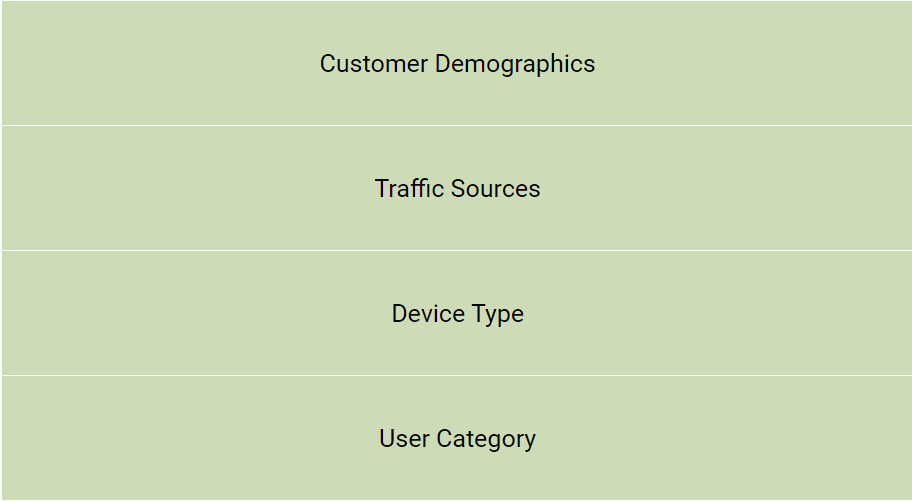 Customer Demographics
Traffic Sources
Device Type
User Category